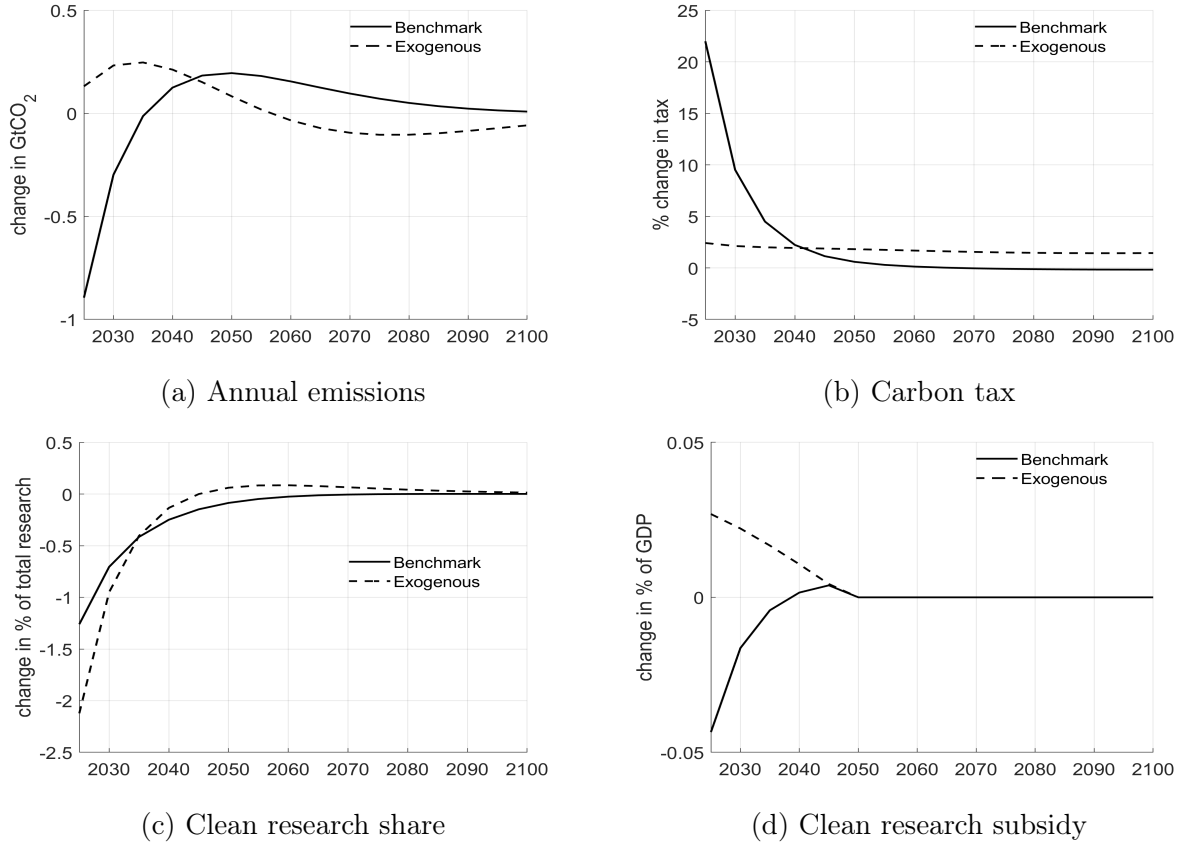 0.5
0
-0.5
-1
change in GtCO2
Benchmark
Exogenous
2030 2040 2050 2060 2070 2080 2090 2100
(a) Annual emissions
25
20
15
10
5
0
-5
% change in tax
Benchmark
Exogenous
2030 2040 2050 2060 2070 2080 2090 2100
(b) Carbon tax
0.5
0
-0.5
-1
-1.5
-2
-2.5
change in % of total research
Benchmark
Exogenous
2030 2040 2050 2060 2070 2080 2090 2100
(c) Clean research share
0.05
0
-0.05
change in % of GDP
Benchmark
Exogenous
2030 2040 2050 2060 2070 2080 2090 2100
(d) Clean research subsidy